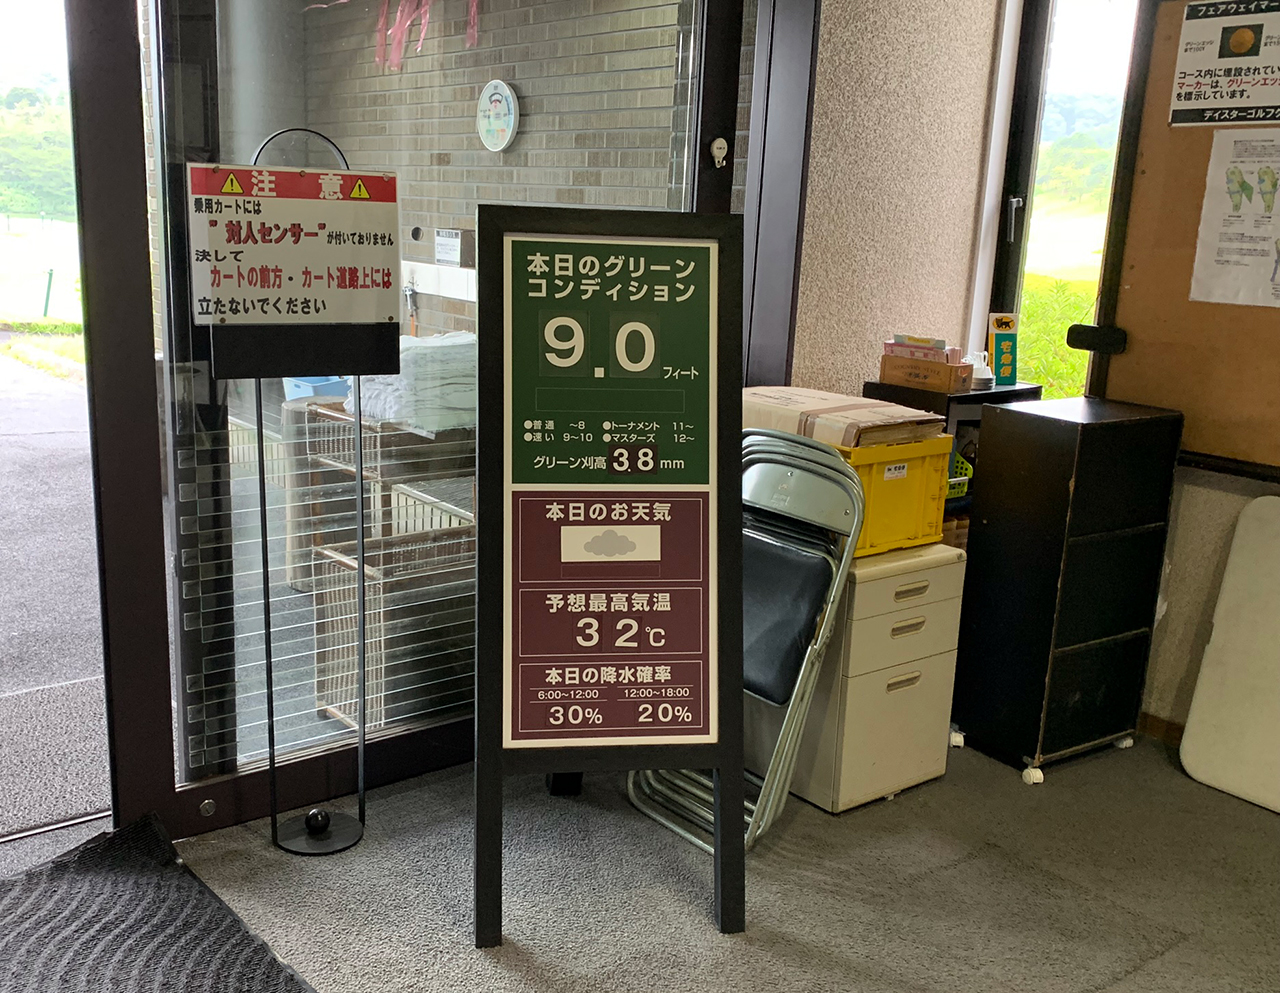 注 意
乗用カートには
"対人センサー"が付いておりません
決して
カートの前方・カート道路上には
立たないでください
本日のグリーン
コンディション
9.0フィート
●普通 ～8 ●トーナメント 11～
●速い 9～10 ●マスターズ 12～
グリーン刈高 3.8 mm
本日のお天気
予想最高気温
32℃
本日の降水確率
6:00～12:00 12:00～18:00
30% 20%
宅急便
フェアウェイマー
コース内に埋設されてい
マーカーは、グリーンエッ
を標示しています。
デイスターゴルフク